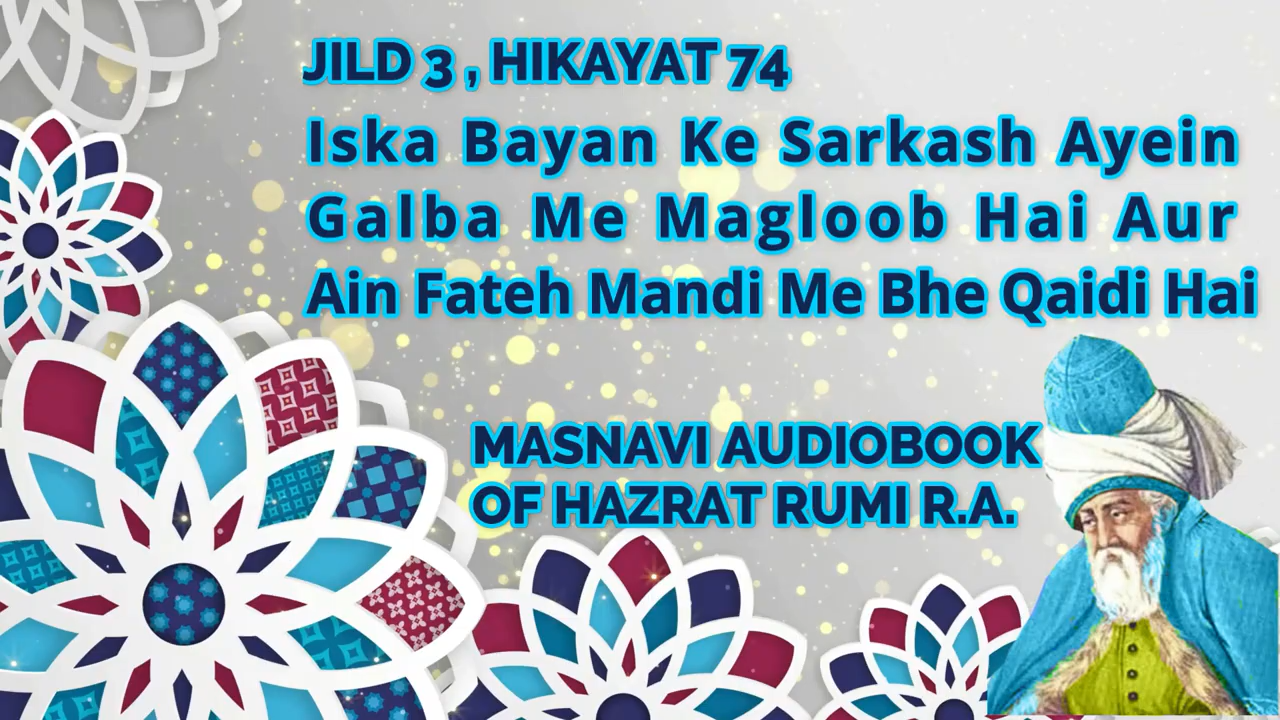 JILD 3 , HIKAYAT 74
Iska Bayan Ke Sarkash Ayein
Galba Me Magloob Hai Aur
Ain Fateh Mandi Me Bhe Qaidi Hai
MASNAVI AUDIOBOOK
OF HAZRAT RUMI R.A.